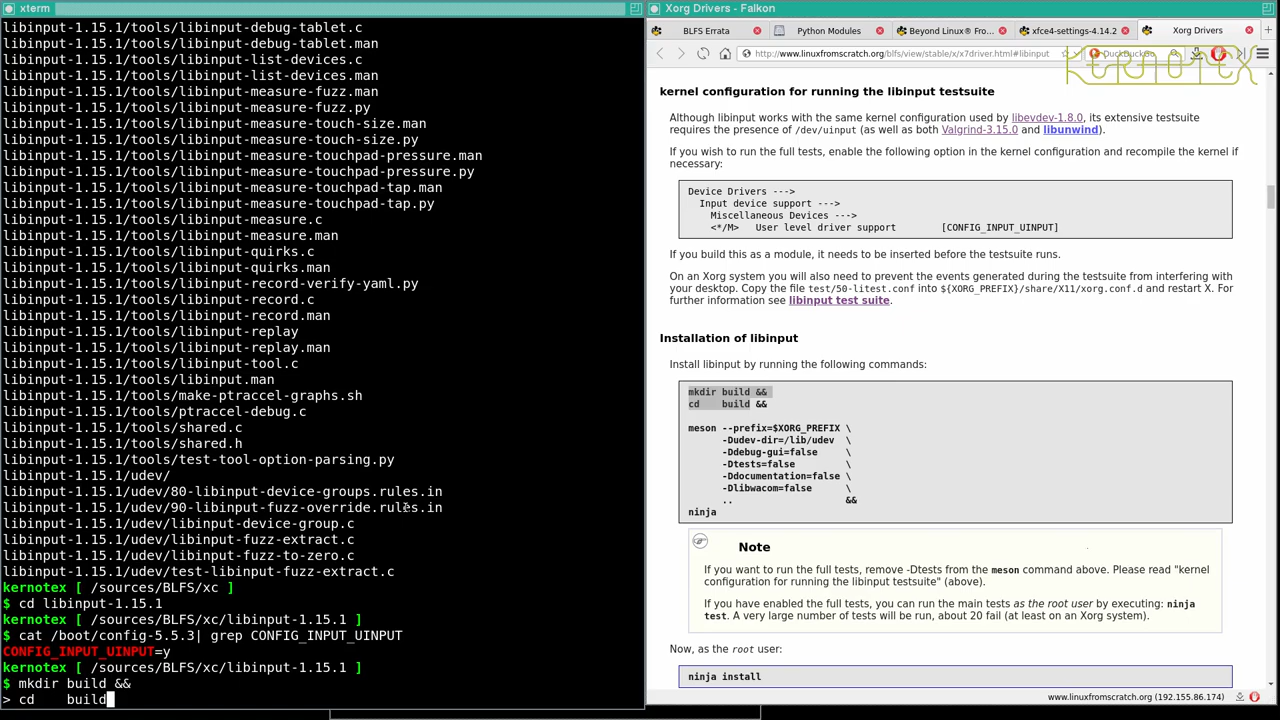 xterm
libinput-1.15.1/tools/libinput-debug-tablet.c
libinput-1.15.1/tools/libinput-debug-tablet.man
libinput-1.15.1/tools/libinput-list-devices.c
libinput-1.15.1/tools/libinput-list-devices.man
libinput-1.15.1/tools/libinput-measure-fuzz.man
libinput-1.15.1/tools/libinput-measure-fuzz.py
libinput-1.15.1/tools/libinput-measure-touch-size.man
libinput-1.15.1/tools/libinput-measure-touch-size.py
libinput-1.15.1/tools/libinput-measure-touchpad-pressure.man
libinput-1.15.1/tools/libinput-measure-touchpad-pressure.py
libinput-1.15.1/tools/libinput-measure-touchpad-tap.man
libinput-1.15.1/tools/libinput-measure-touchpad-tap.py
libinput-1.15.1/tools/libinput-measure.c
libinput-1.15.1/tools/libinput-measure.man
libinput-1.15.1/tools/libinput-quirks.c
libinput-1.15.1/tools/libinput-quirks.man
libinput-1.15.1/tools/libinput-record-verify-yaml.py
libinput-1.15.1/tools/libinput-record.c
libinput-1.15.1/tools/libinput-record.man
libinput-1.15.1/tools/libinput-replay
libinput-1.15.1/tools/libinput-replay.man
libinput-1.15.1/tools/libinput-tool.c
libinput-1.15.1/tools/libinput.man
libinput-1.15.1/tools/make-ptraccel-graphs.sh
libinput-1.15.1/tools/ptraccel-debug.c
libinput-1.15.1/tools/shared.c
libinput-1.15.1/tools/shared.h
libinput-1.15.1/tools/test-tool-option-parsing.py
libinput-1.15.1/udev/
libinput-1.15.1/udev/80-libinput-device-groups.rules.in
libinput-1.15.1/udev/90-libinput-fuzz-override.rules.in
libinput-1.15.1/udev/libinput-device-group.c
libinput-1.15.1/udev/libinput-fuzz-extract.c
libinput-1.15.1/udev/libinput-fuzz-to-zero.c
libinput-1.15.1/udev/test-libinput-fuzz-extract.c
kernotex [ /sources/BLFS/xc ]
$ cd libinput-1.15.1
kernotex [ /sources/BLFS/xc/libinput-1.15.1 ]
$ cat /boot/config-5.5.3| grep CONFIG_INPUT_UINPUT
CONFIG_INPUT_UINPUT=y
kernotex [ /sources/BLFS/xc/libinput-1.15.1 ]
$ mkdir build &&
> cd    build
Xorg Drivers - Falkon
BLFS Errata
Python Modules
Beyond Linux® Fro...
xfce4-settings-4.14.2
Xorg Drivers
http://www.linuxfromscratch.org/blfs/view/stable/x/x7driver.html#libinput
DuckDuckGo
KERNOTEX
kernel configuration for running the libinput testsuite
Although libinput works with the same kernel configuration used by libevdev-1.8.0, its extensive testsuite
requires the presence of /dev/uinput (as well as both Valgrind-3.15.0 and libunwind).
If you wish to run the full tests, enable the following option in the kernel configuration and recompile the kernel if
necessary:
Device Drivers --->
Input device support --->
Miscellaneous Devices --->
<*/M>   User level driver support        [CONFIG_INPUT_UINPUT]
If you build this as a module, it needs to be inserted before the testsuite runs.
On an Xorg system you will also need to prevent the events generated during the testsuite from interfering with
your desktop. Copy the file test/50-litest.conf into ${XORG_PREFIX}/share/X11/xorg.conf.d and restart X. For
further information see libinput test suite.
Installation of libinput
Install libinput by running the following commands:
mkdir build &&
cd    build &&
meson --prefix=$XORG_PREFIX \
-Dudev-dir=/lib/udev  \
-Ddebug-gui=false     \
-Dtests=false         \
-Ddocumentation=false \
-Dlibwacom=false      \
..                    &&
ninja
Note
If you want to run the full tests, remove -Dtests from the meson command above. Please read "kernel
configuration for running the libinput testsuite" (above).
If you have enabled the full tests, you can run the main tests as the root user by executing: ninja
test. A very large number of tests will be run, about 20 fail (at least on an Xorg system).
Now, as the root user:
ninja install
www.linuxfromscratch.org (192.155.86.174)